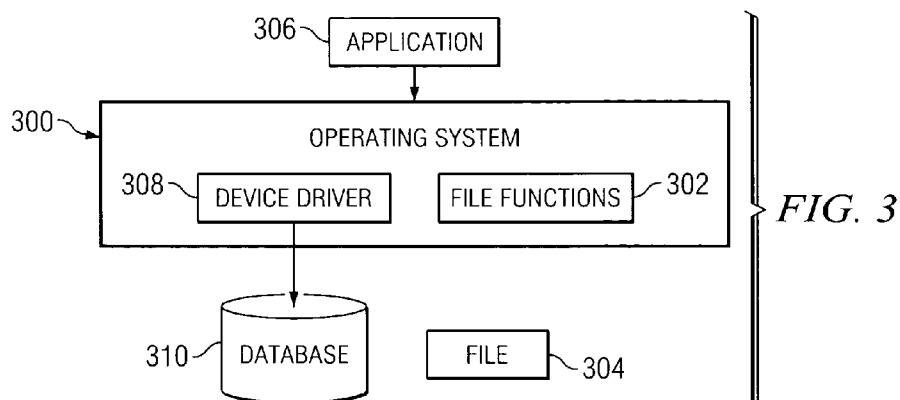 306
APPLICATION
300
OPERATING SYSTEM
308
DEVICE DRIVER
FILE FUNCTIONS
302
FIG. 3
310
DATABASE
FILE
304